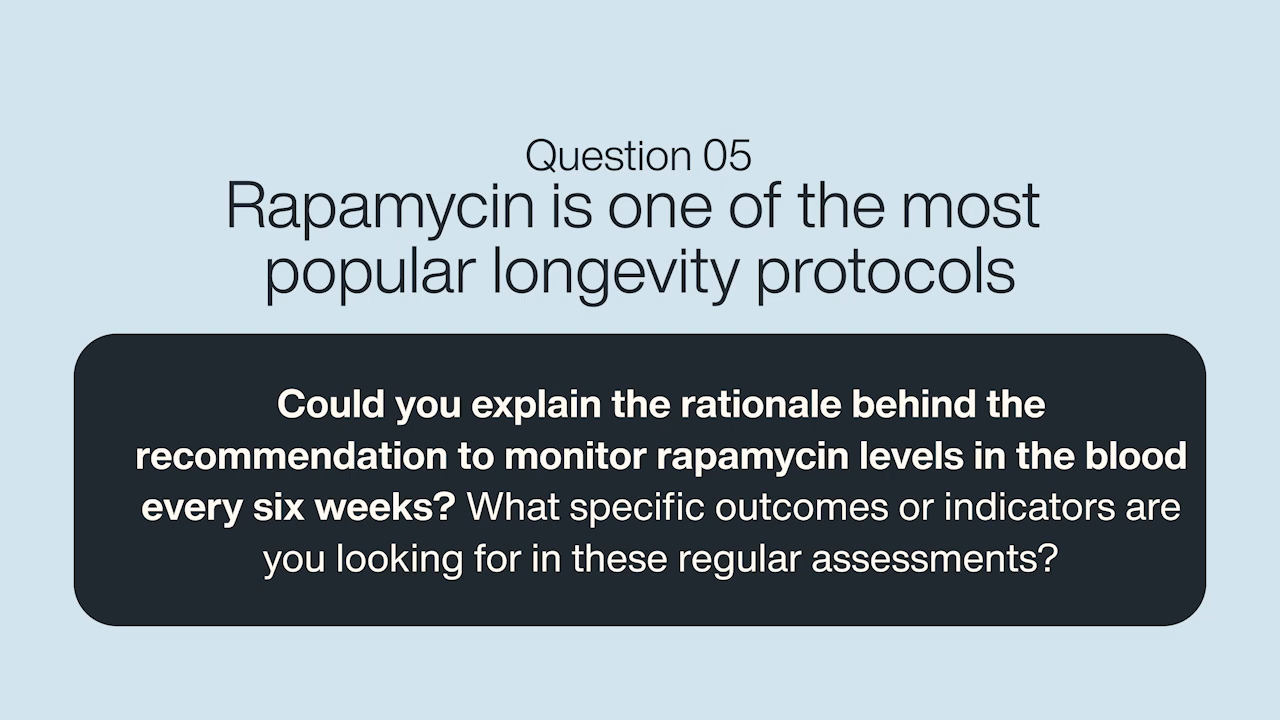 Question 05
Rapamycin is one of the most
popular longevity protocols
Could you explain the rationale behind the
recommendation to monitor rapamycin levels in the blood
every six weeks? What specific outcomes or indicators are
you looking for in these regular assessments?